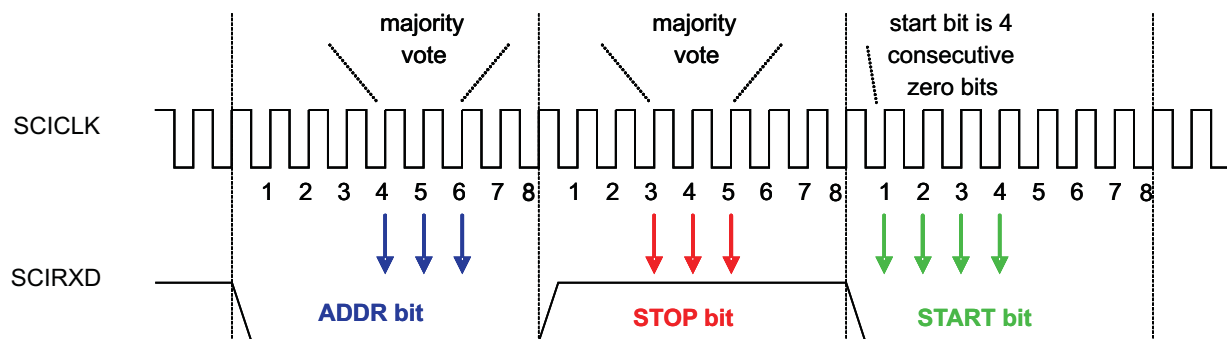 majority
vote
majority
vote
start bit is 4
consecutive
zero bits
SCICLK
1 2 3 4 5 6 7 8 1 2 3 4 5 6 7 8 1 2 3 4 5 6 7 8
SCIRXD
ADDR bit STOP bit START bit